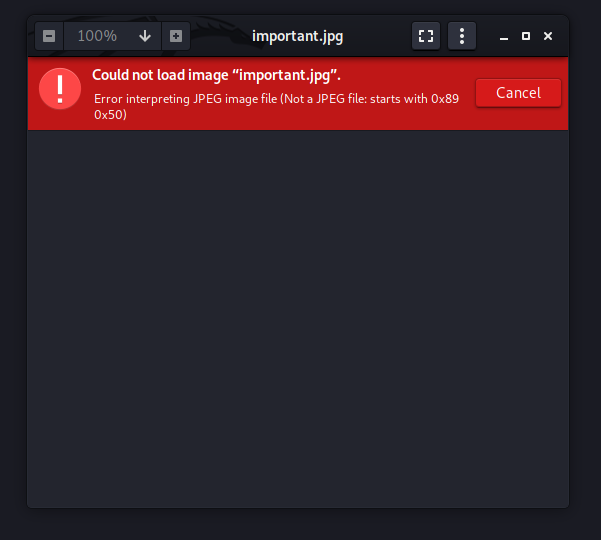 100%
important.jpg
Could not load image “important.jpg”.
Error interpreting JPEG image file (Not a JPEG file: starts with 0x89
0x50)
Cancel